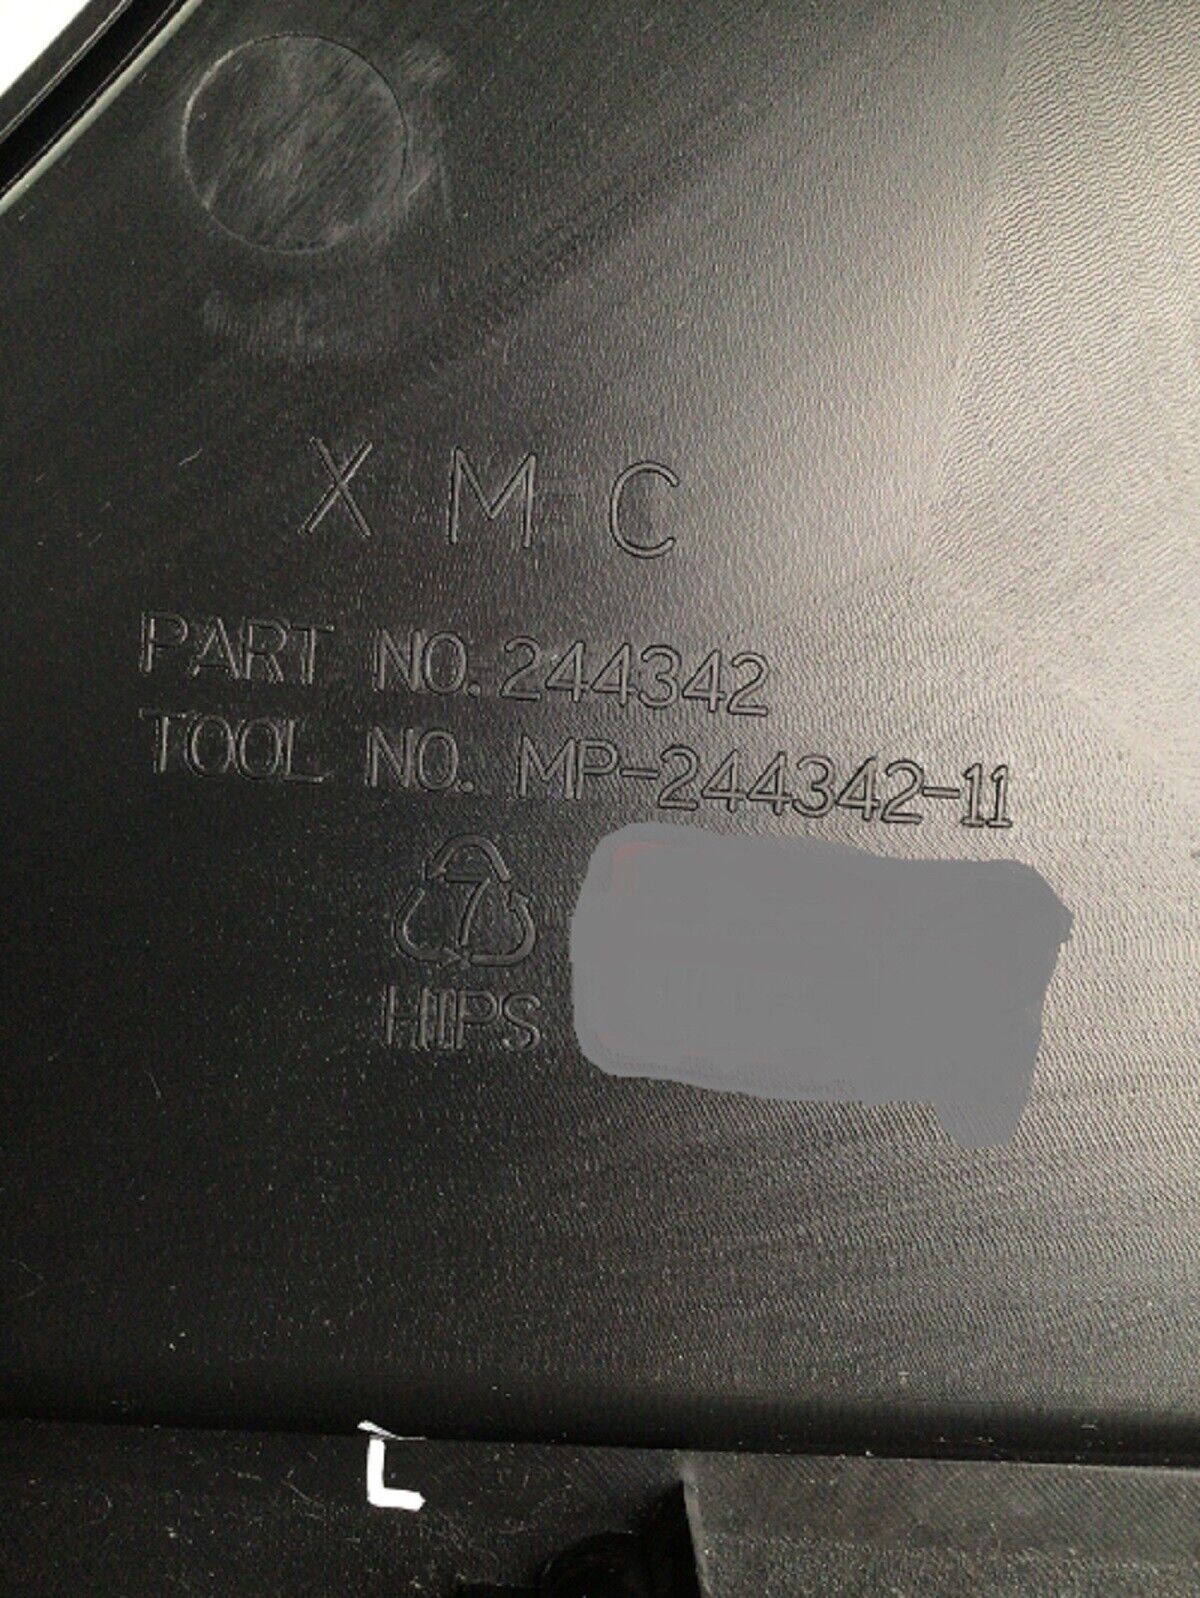 X M C
PART NO. 244342
TOOL NO. MP-244342-11
7
HIPS
L